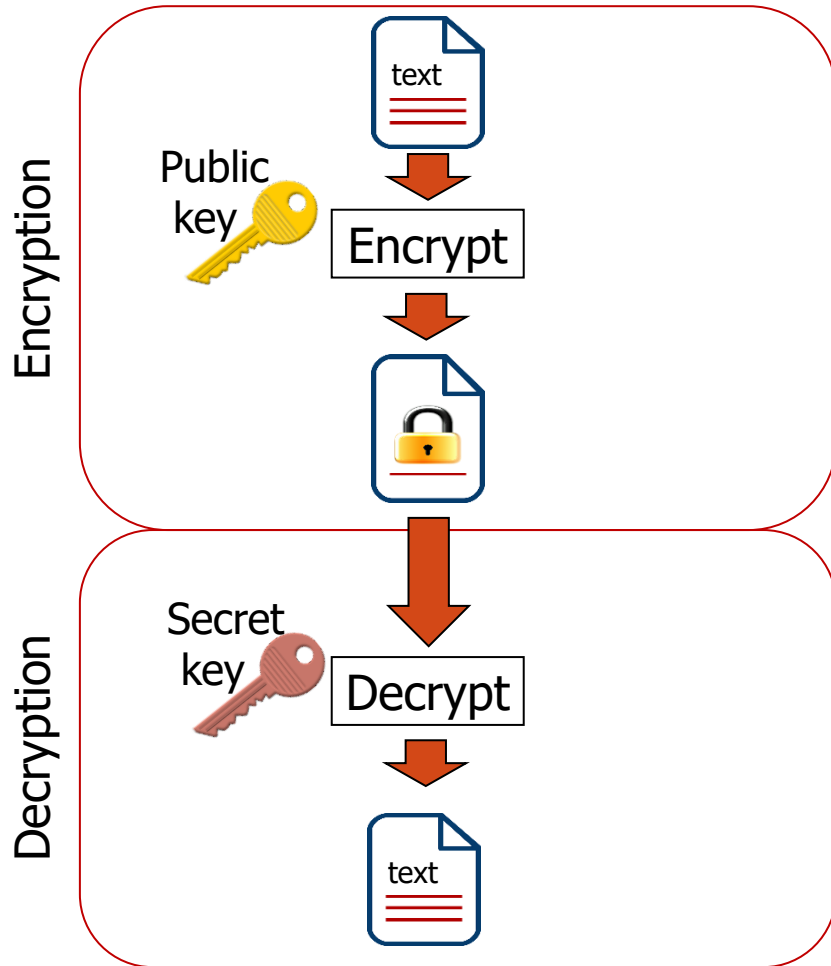 Encryption
text
Public
key
Encrypt
Decryption
Secret
key
Decrypt
text